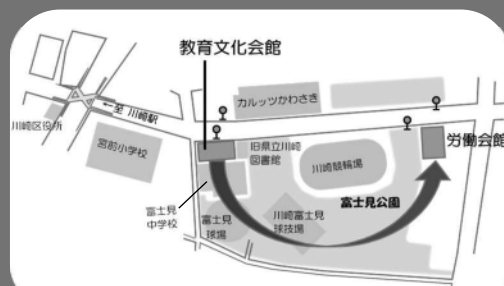 教育文化会館
カルッツかわさき
←至 川崎駅
川崎区役所
宮前小学校
旧県立川崎
図書館
川崎競輪場
労働会館
富士見
中学校
富士見
球場
川崎富士見
球技場
富士見公園